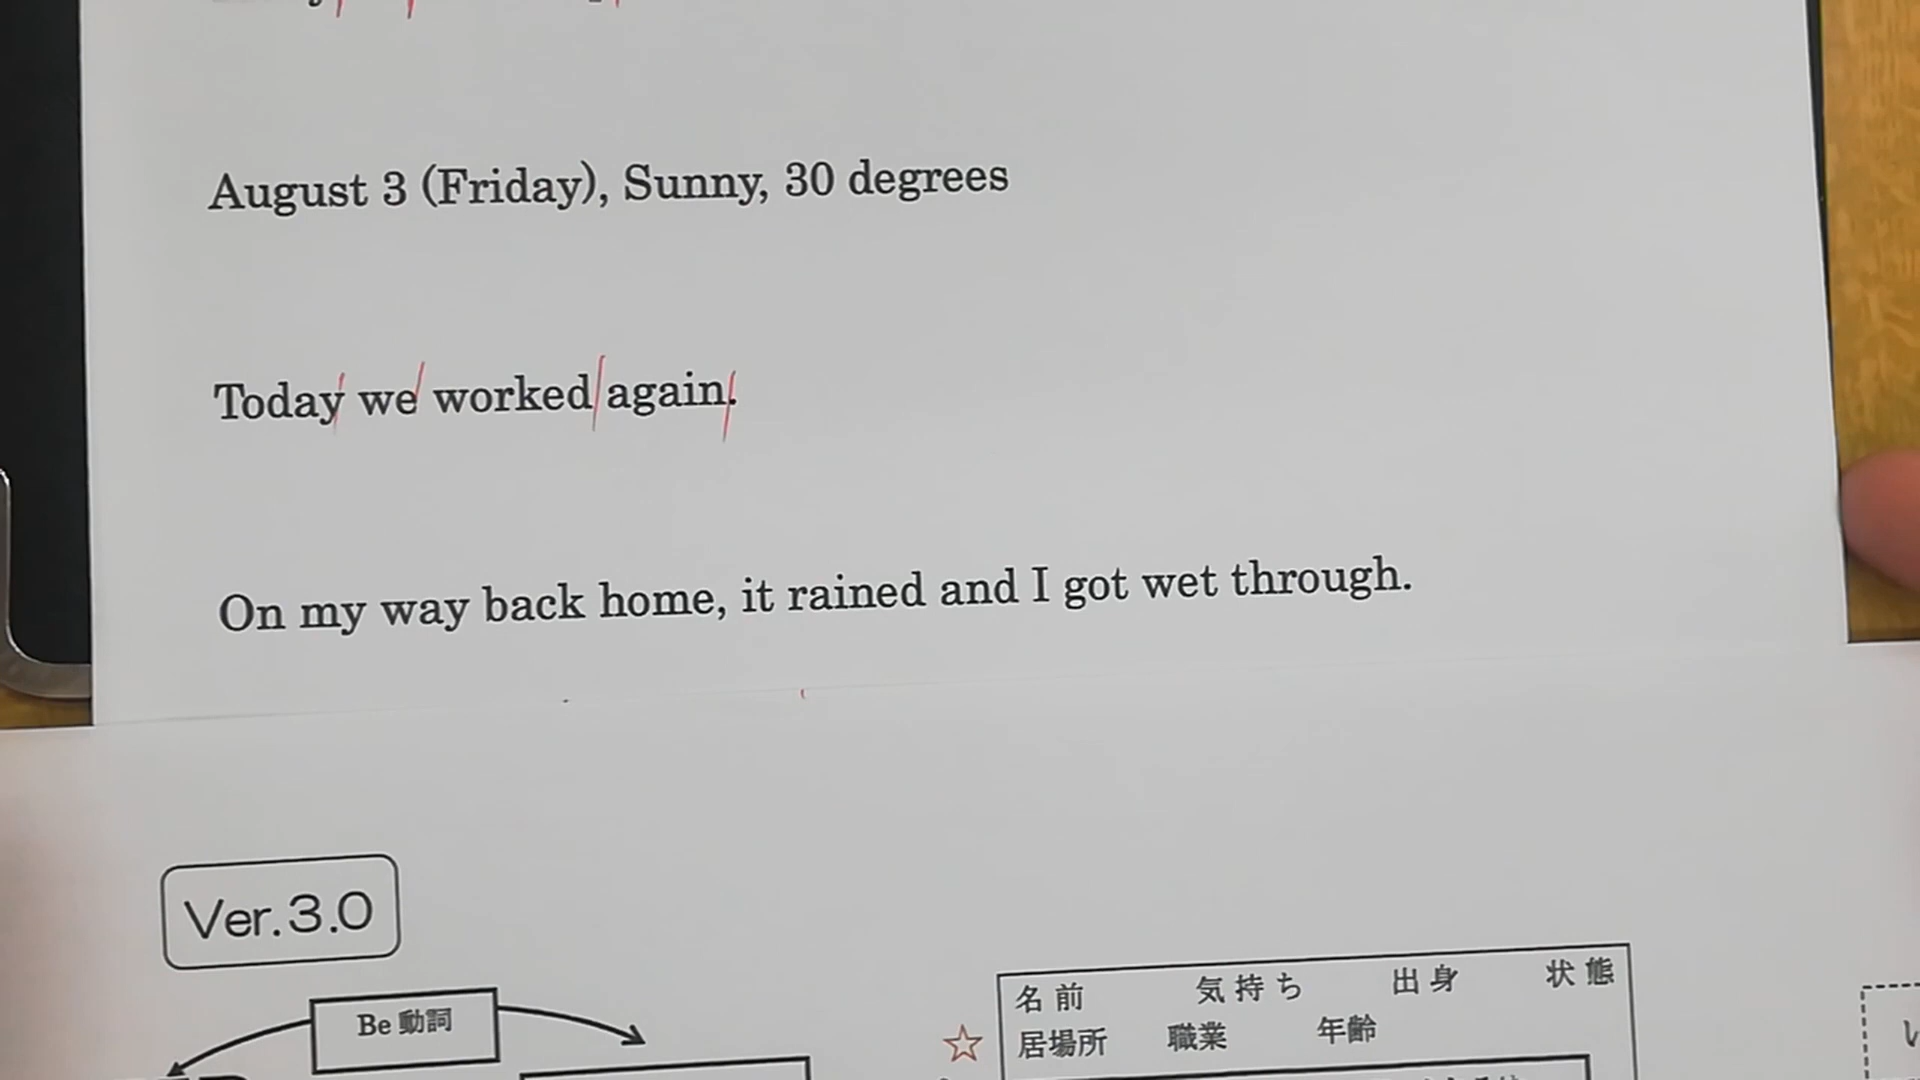 August 3 (Friday), Sunny, 30 degrees
Today we worked again.
On my way back home, it rained and I got wet through.
Ver.3.0
Be 動詞
名前 気持ち 出身 状態
☆ 居場所 職業 年齢